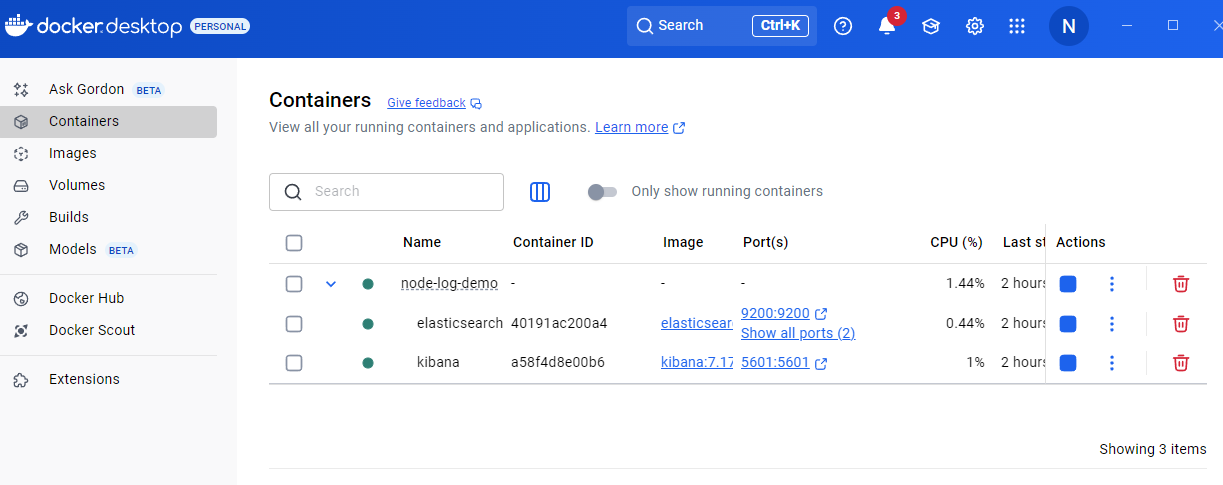 docker.desktop PERSONAL Search Ctrl+K 3 N
Ask Gordon BETA
Containers
Images
Volumes
Builds
Models BETA
Docker Hub
Docker Scout
Extensions
Containers Give feedback
View all your running containers and applications. Learn more
Search Only show running containers
Name Container ID Image Port(s) CPU (%) Last st Actions
node-log-demo - - - 1.44% 2 hours
elasticsearch 40191ac200a4 elasticsear 9200:9200 0.44% 2 hours
Show all ports (2)
kibana a58f4d8e00b6 kibana:7.17 5601:5601 1% 2 hours
Showing 3 items